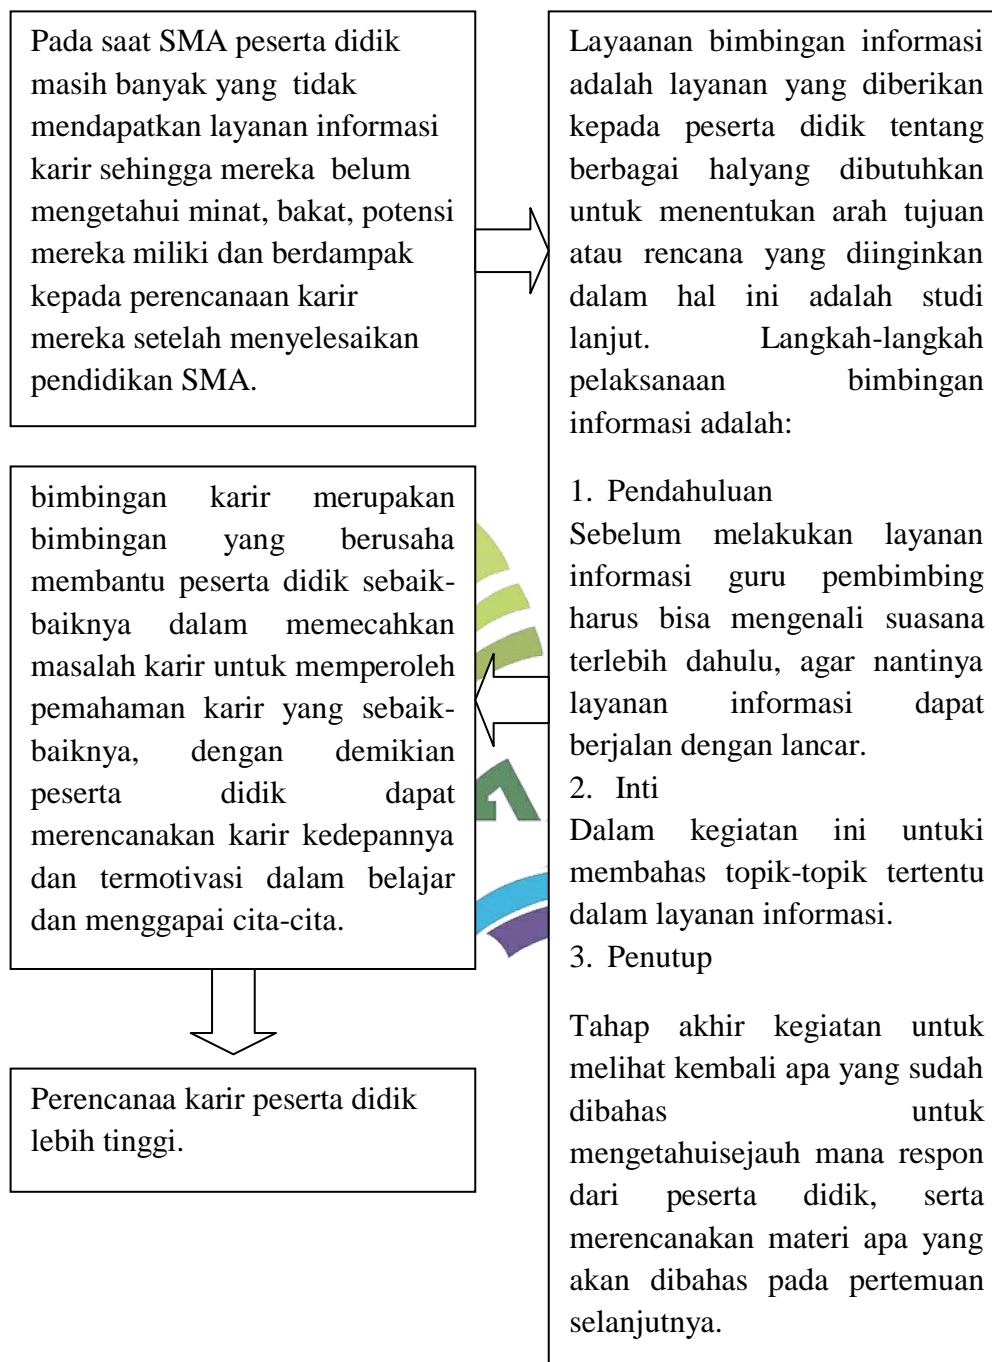 Pada saat SMA peserta didik
masih banyak yang tidak
mendapatkan layanan informasi
karir sehingga mereka belum
mengetahui minat, bakat, potensi
mereka miliki dan berdampak
kepada perencanaan karir
mereka setelah menyelesaikan
pendidikan SMA.
Layaanan bimbingan informasi
adalah layanan yang diberikan
kepada peserta didik tentang
berbagai halyang dibutuhkan
untuk menentukan arah tujuan
atau rencana yang diinginkan
dalam hal ini adalah studi
lanjut. Langkah-langkah
pelaksanaan bimbingan
informasi adalah:
1. Pendahuluan
Sebelum melakukan layanan
informasi guru pembimbing
harus bisa mengenali suasana
terlebih dahulu, agar nantinya
layanan informasi dapat
berjalan dengan lancar.
2. Inti
Dalam kegiatan ini untuki
membahas topik-topik tertentu
dalam layanan informasi.
3. Penutup
Tahap akhir kegiatan untuk
melihat kembali apa yang sudah
dibahas untuk
mengetahuisejauh mana respon
dari peserta didik, serta
merencanakan materi apa yang
akan dibahas pada pertemuan
selanjutnya.
bimbingan karir merupakan
bimbingan yang berusaha
membantu peserta didik sebaik-
baiknya dalam memecahkan
masalah karir untuk memperoleh
pemahaman karir yang sebaik-
baiknya, dengan demikian
peserta didik dapat
merencanakan karir kedepannya
dan termotivasi dalam belajar
dan menggapai cita-cita.
Perencanaa karir peserta didik
lebih tinggi.